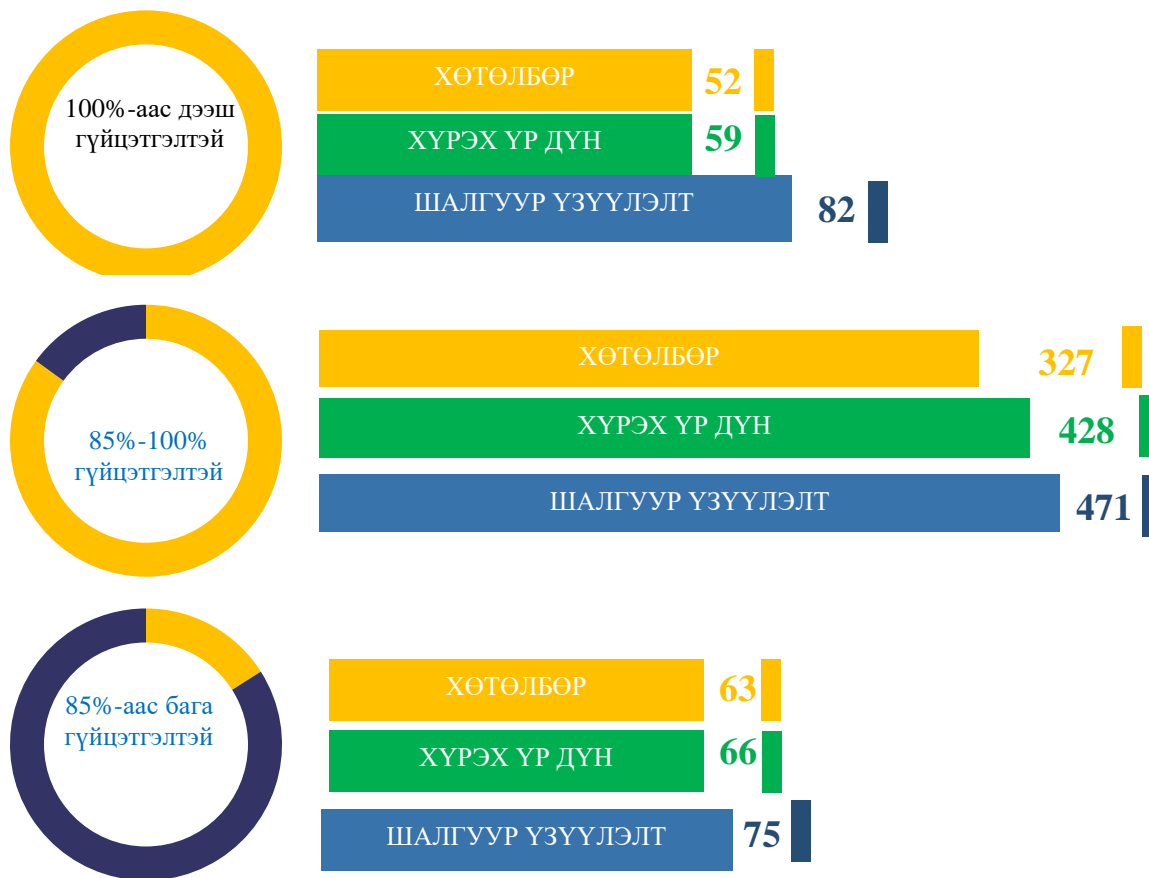 100%-аас дээш
гүйцэтгэлтэй
ХӨТӨЛБӨР
52
ХҮРЭХ ҮР ДҮН
59
ШАЛГУУР ҮЗҮҮЛЭЛТ
82
85%-100%
гүйцэтгэлтэй
ХӨТӨЛБӨР
327
ХҮРЭХ ҮР ДҮН
428
ШАЛГУУР ҮЗҮҮЛЭЛТ
471
85%-аас бага
гүйцэтгэлтэй
ХӨТӨЛБӨР
63
ХҮРЭХ ҮР ДҮН
66
ШАЛГУУР ҮЗҮҮЛЭЛТ
75